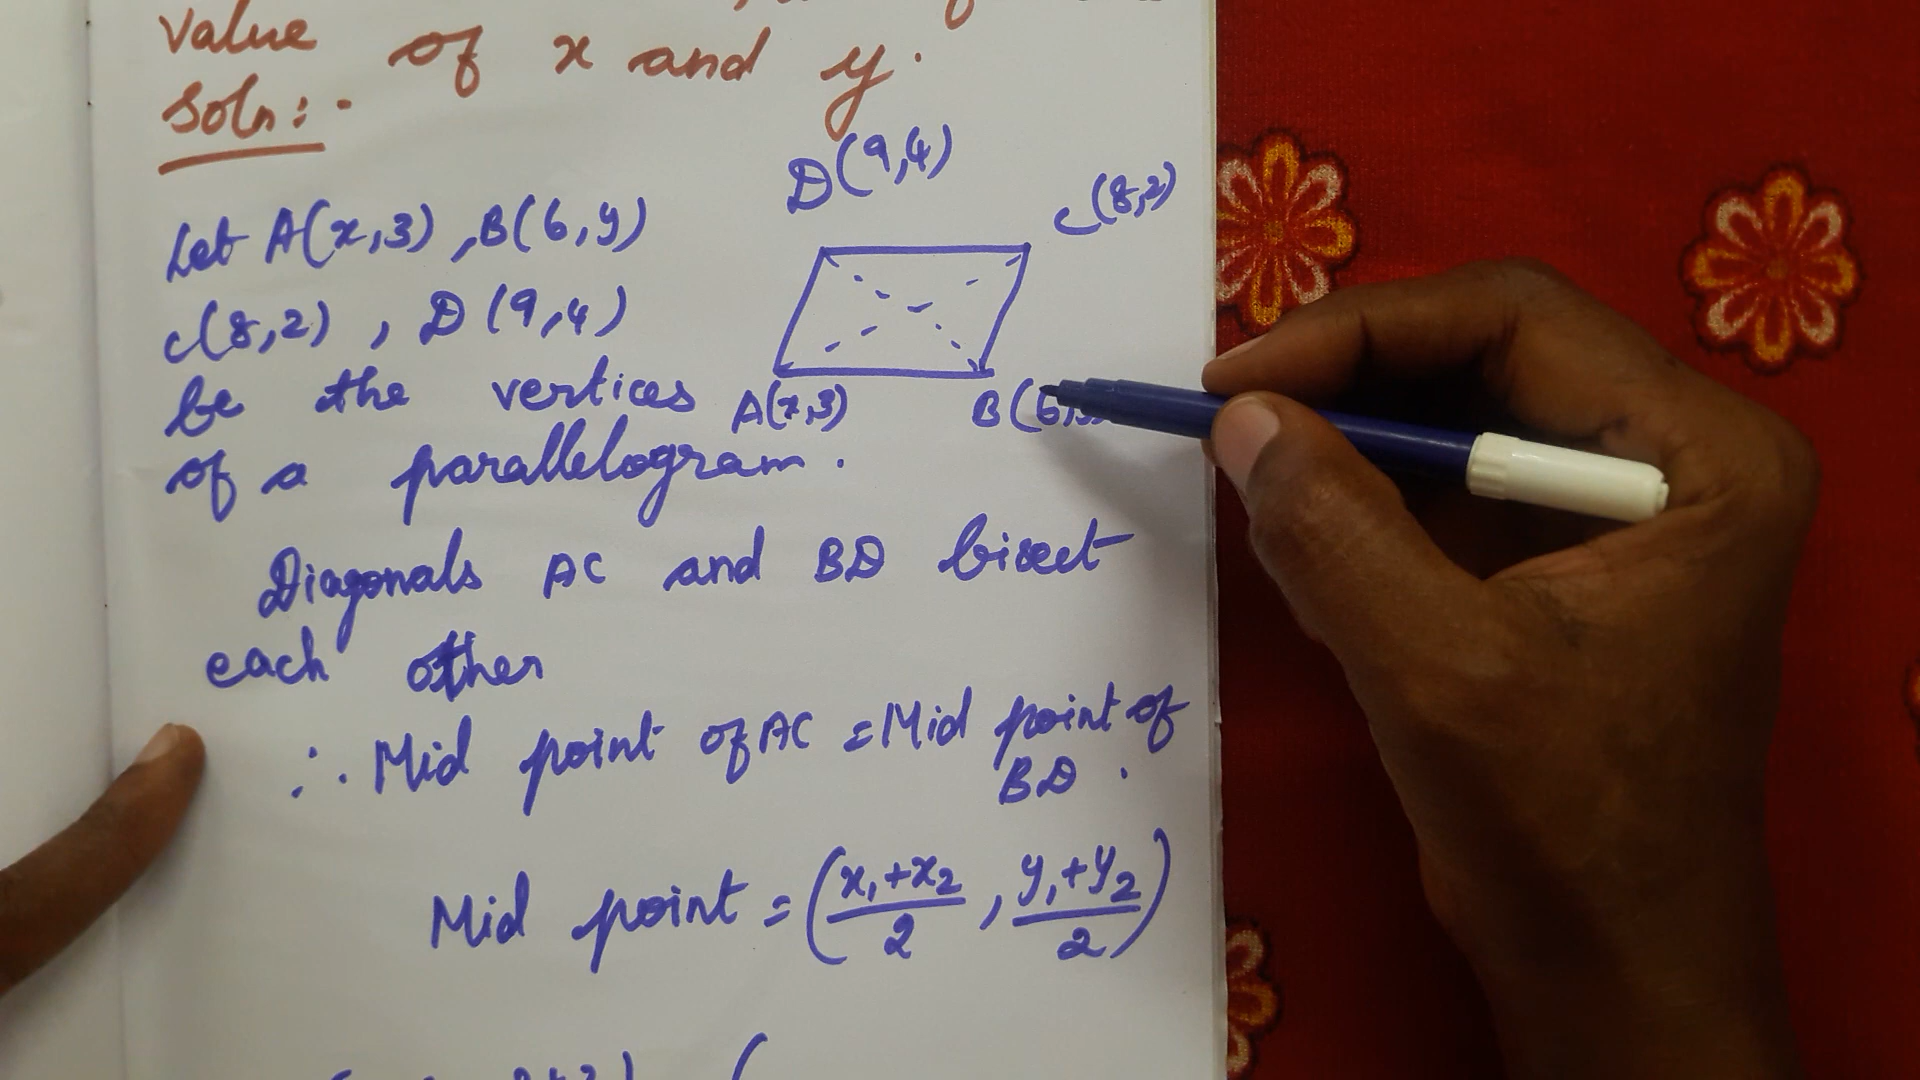 value of x and y.
Soln:-
D(9,4)
C(8,2)
Let A(x,3), B(6,y)
C(8,2), D(9,4)
be the vertices
A(x,3)
B(6,
of a parallelogram.
Diagonals AC and BD bisect
each other
∴ Mid point of AC = Mid point of
BD.
Mid point = (x₁+x₂/2, y₁+y₂/2)